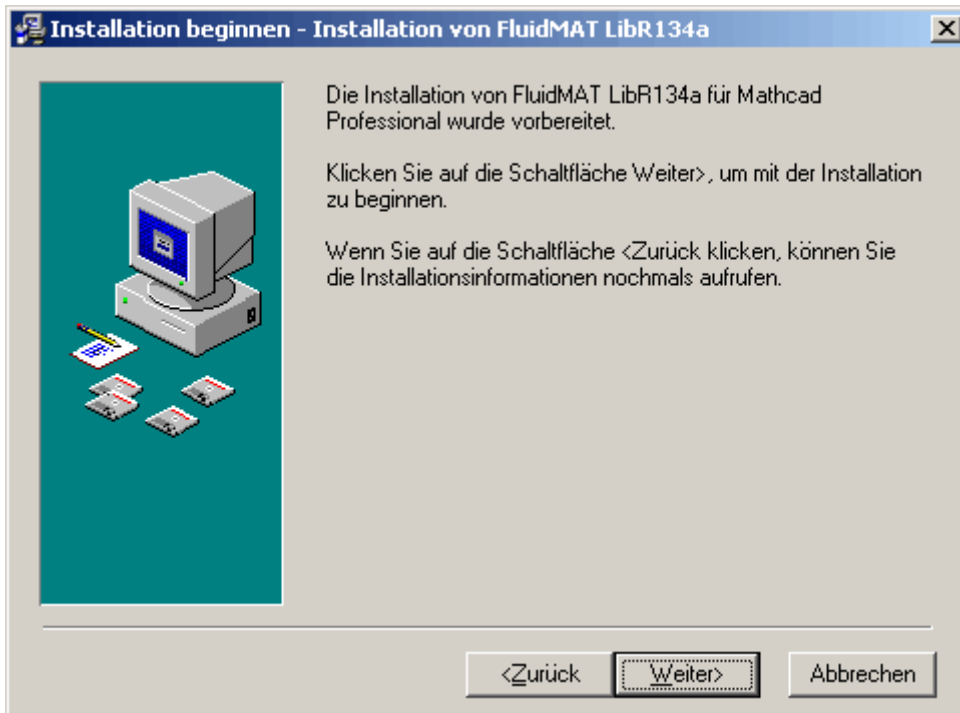 Installation beginnen - Installation von FluidMAT LibR134a
Die Installation von FluidMAT LibR134a für Mathcad
Professional wurde vorbereitet.
Klicken Sie auf die Schaltfläche Weiter>, um mit der Installation
zu beginnen.
Wenn Sie auf die Schaltfläche <Zurück klicken, können Sie
die Installationsinformationen nochmals aufrufen.
<Zurück Weiter> Abbrechen